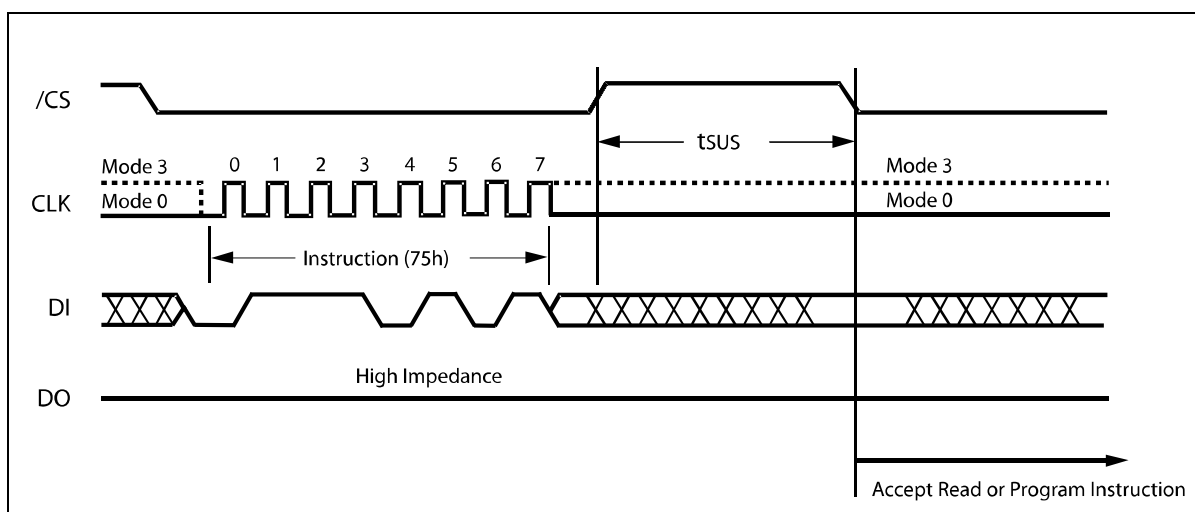 /CS
tSUS
Mode 3
0 1 2 3 4 5 6 7
Mode 3
CLK
Mode 0
Mode 0
Instruction (75h)
DI
High Impedance
DO
Accept Read or Program Instruction